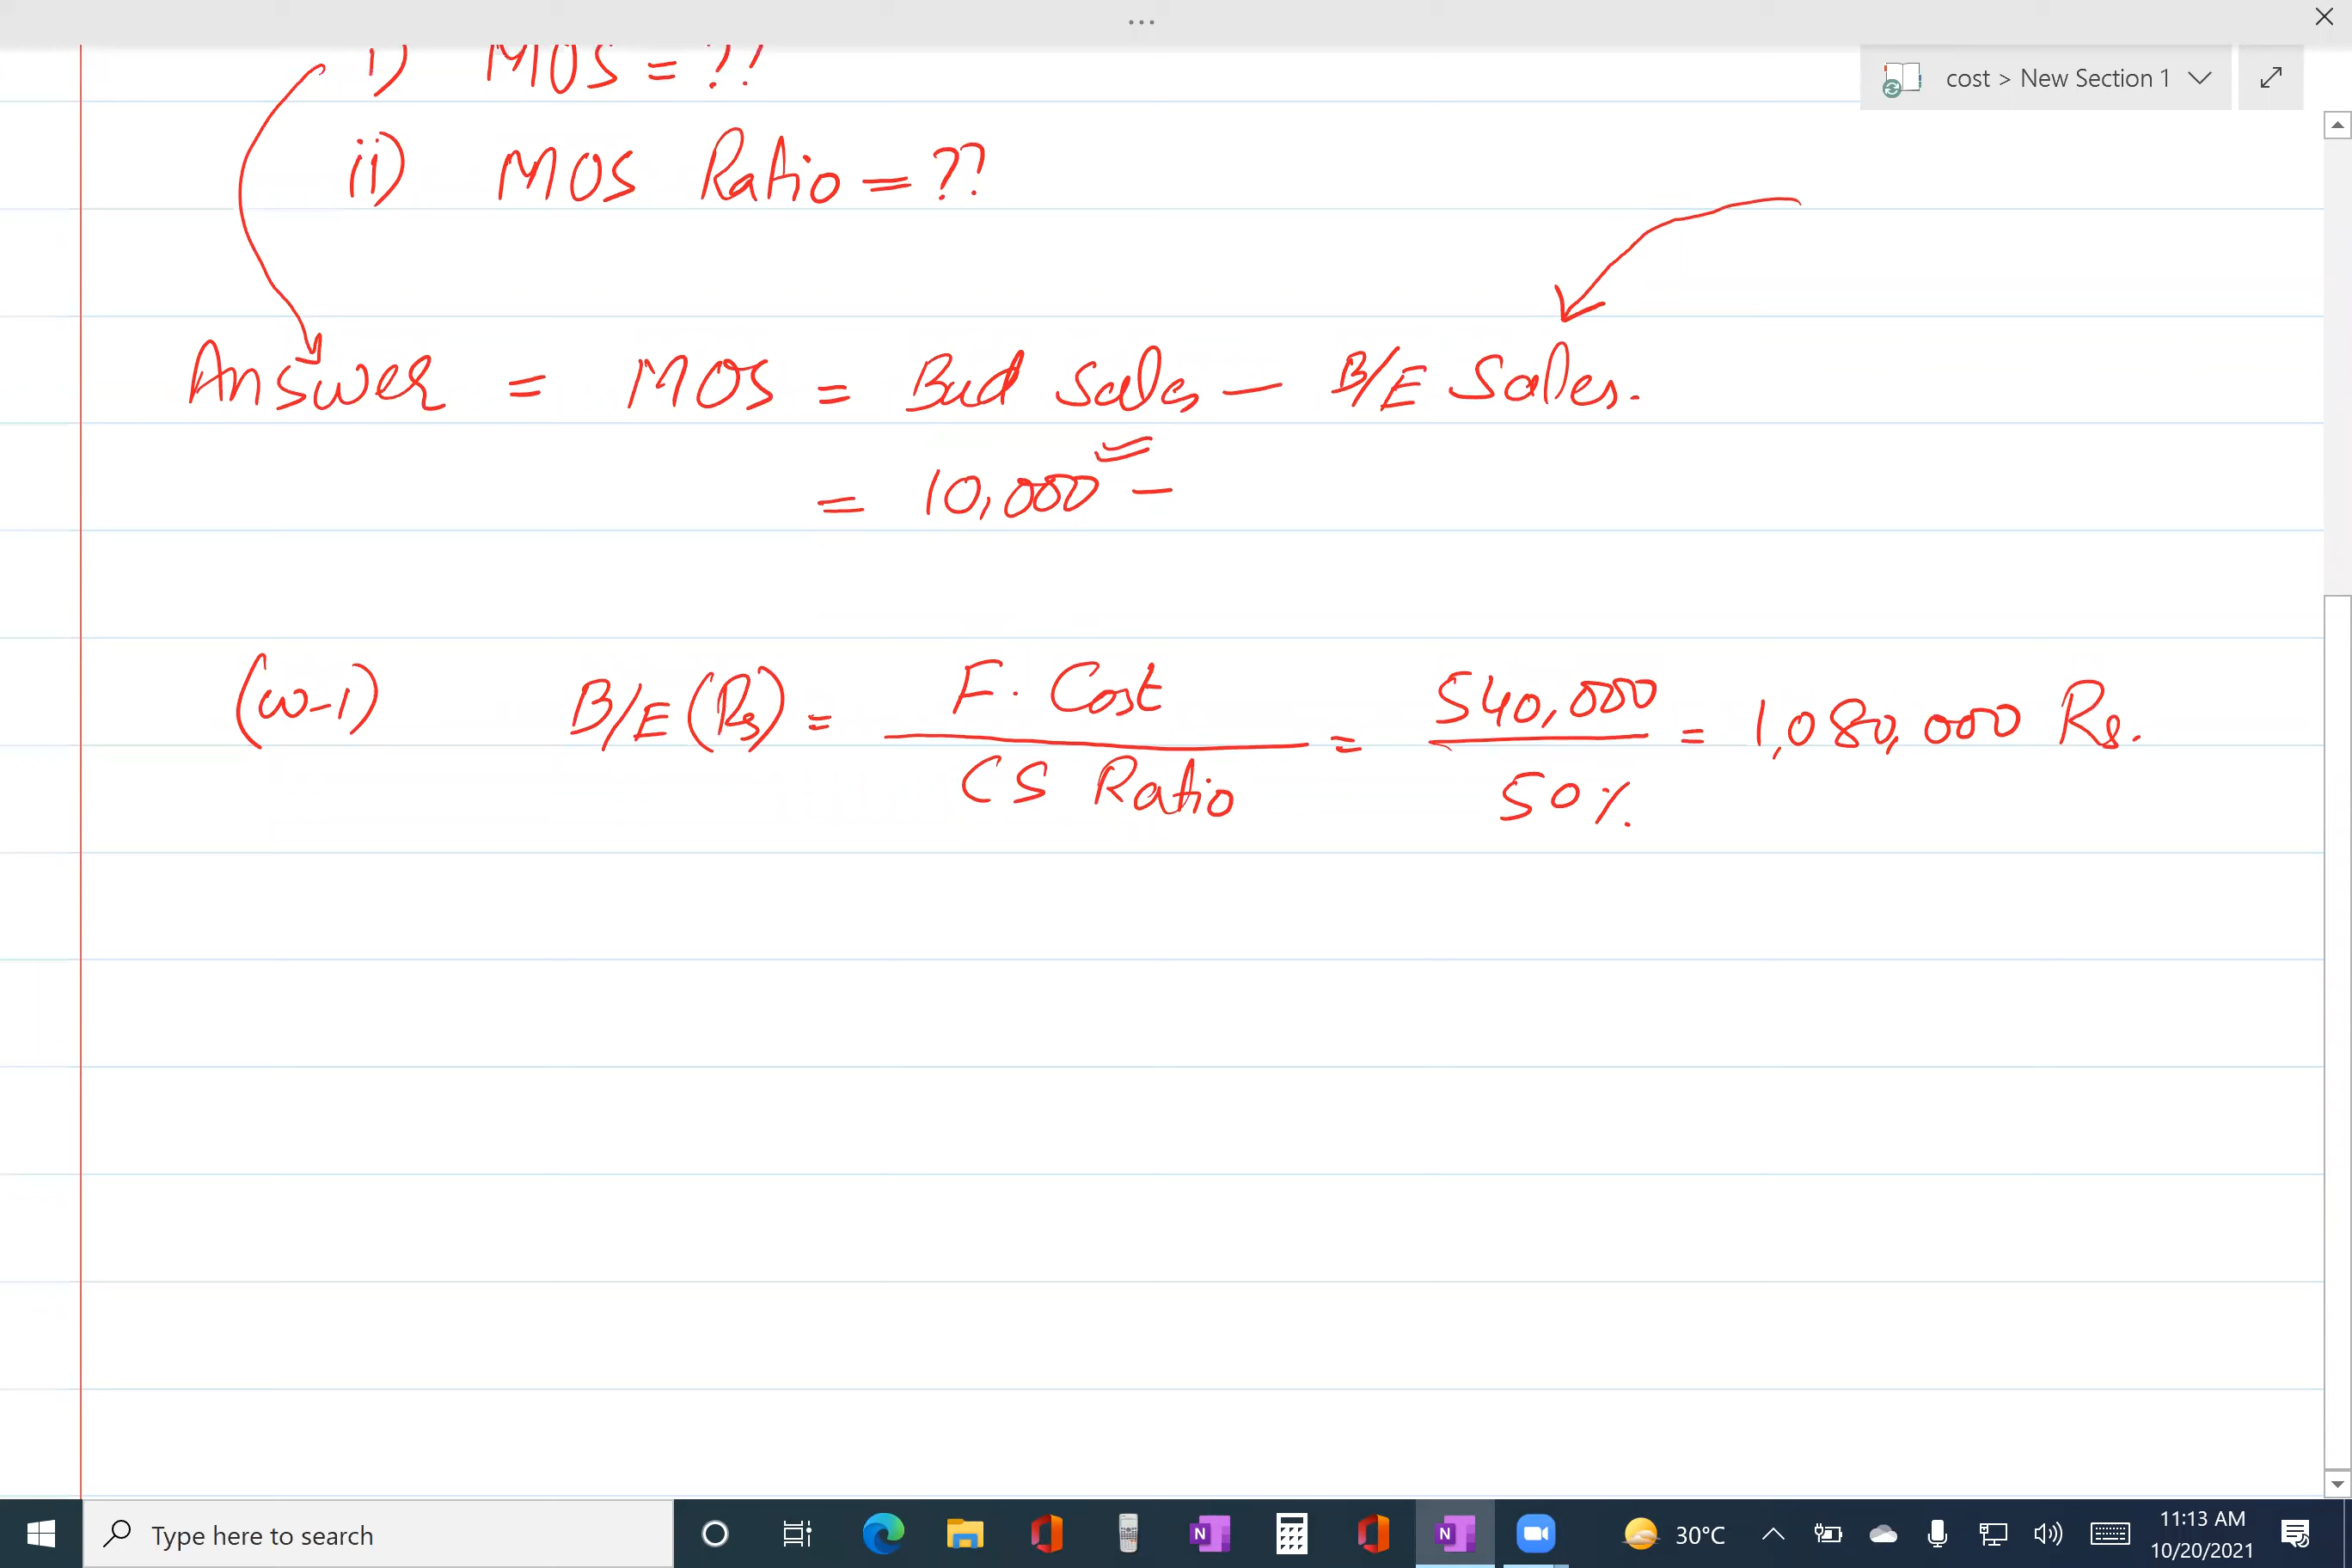 cost > New Section 1
i) MOS = ??
ii) MOS Ratio = ??
Answer = MOS = Bud Sales — B/E Sales.
= 10,000 -
(w-1) B/E (Rs) = F. Cost / CS Ratio = 540,000 / 50% = 1,080,000 Rs.
Type here to search
30°C
11:13 AM
10/20/2021